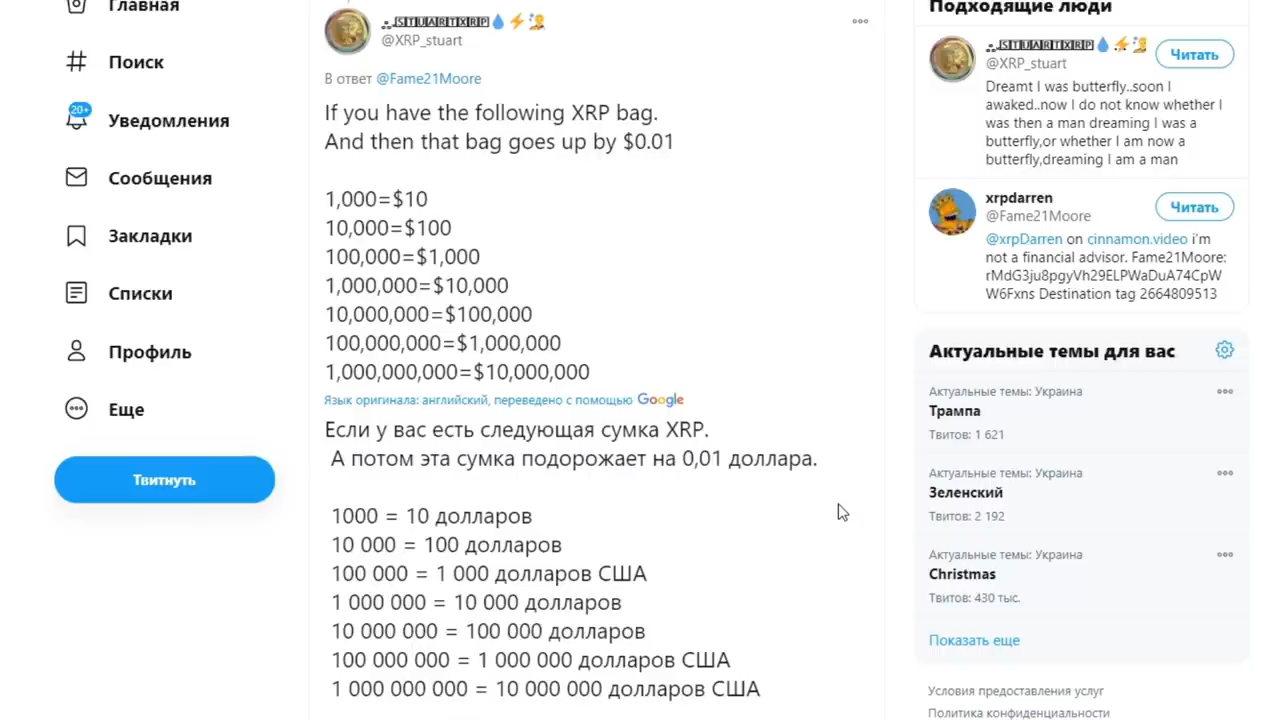 Главная
Поиск
20+
Уведомления
Сообщения
Закладки
Списки
Профиль
Еще
Твитнуть
STUARTXRP
@XRP_stuart
В ответ @Fame21Moore
If you have the following XRP bag.
And then that bag goes up by $0.01
1,000=$10
10,000=$100
100,000=$1,000
1,000,000=$10,000
10,000,000=$100,000
100,000,000=$1,000,000
1,000,000,000=$10,000,000
Язык оригинала: английский, переведено с помощью Google
Если у вас есть следующая сумка XRP.
А потом эта сумка подорожает на 0,01 доллара.
1000 = 10 долларов
10 000 = 100 долларов
100 000 = 1 000 долларов США
1 000 000 = 10 000 долларов
10 000 000 = 100 000 долларов
100 000 000 = 1 000 000 долларов США
1 000 000 000 = 10 000 000 долларов США
Подходящие люди
STUARTXRP
Читать
@XRP_stuart
Dreamt I was butterfly..soon I
awaked..now I do not know whether I
was then a man dreaming I was a
butterfly,or whether I am now a
butterfly,dreaming I am a man
xrpdarren
Читать
@Fame21Moore
@xrpDarren on cinnamon.video i'm
not a financial advisor. Fame21Moore:
rMdG3ju8pgyVh29ELPWaDuA74CpW
W6Fxns Destination tag 2664809513
Актуальные темы для вас
Актуальные темы: Украина
Трампа
Твитов: 1 621
Актуальные темы: Украина
Зеленский
Твитов: 2 192
Актуальные темы: Украина
Christmas
Твитов: 430 тыс.
Показать еще
Условия предоставления услуг
Политика конфиденциальности